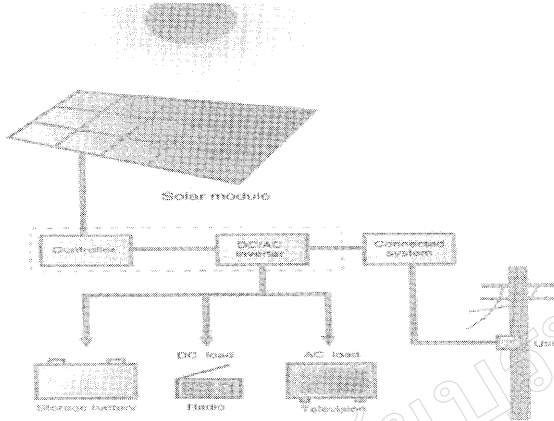 Solar module
Controller
DC/AC
inverter
Connected
system
DC load
AC load
Storage battery
Radio
Television